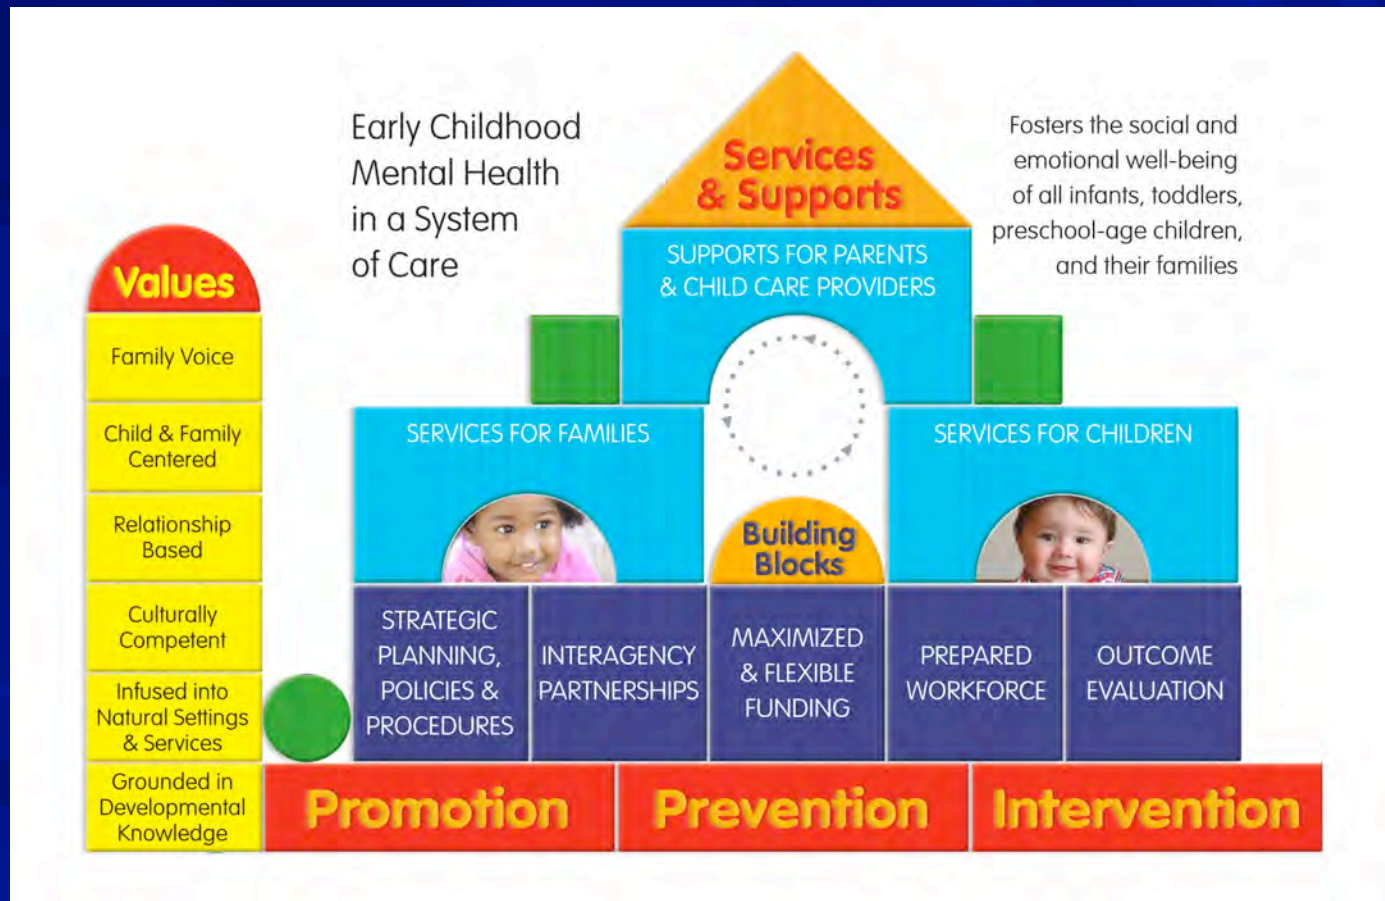 Early Childhood
Mental Health
in a System
of Care
Services
& Supports
Fosters the social and
emotional well-being
of all infants, toddlers,
preschool-age children,
and their families
Values
Family Voice
Child & Family
Centered
Relationship
Based
Culturally
Competent
Infused into
Natural Settings
& Services
Grounded in
Developmental
Knowledge
SUPPORTS FOR PARENTS
& CHILD CARE PROVIDERS
SERVICES FOR FAMILIES
SERVICES FOR CHILDREN
Building
Blocks
STRATEGIC
PLANNING,
POLICIES &
PROCEDURES
INTERAGENCY
PARTNERSHIPS
MAXIMIZED
& FLEXIBLE
FUNDING
PREPARED
WORKFORCE
OUTCOME
EVALUATION
Promotion
Prevention
Intervention